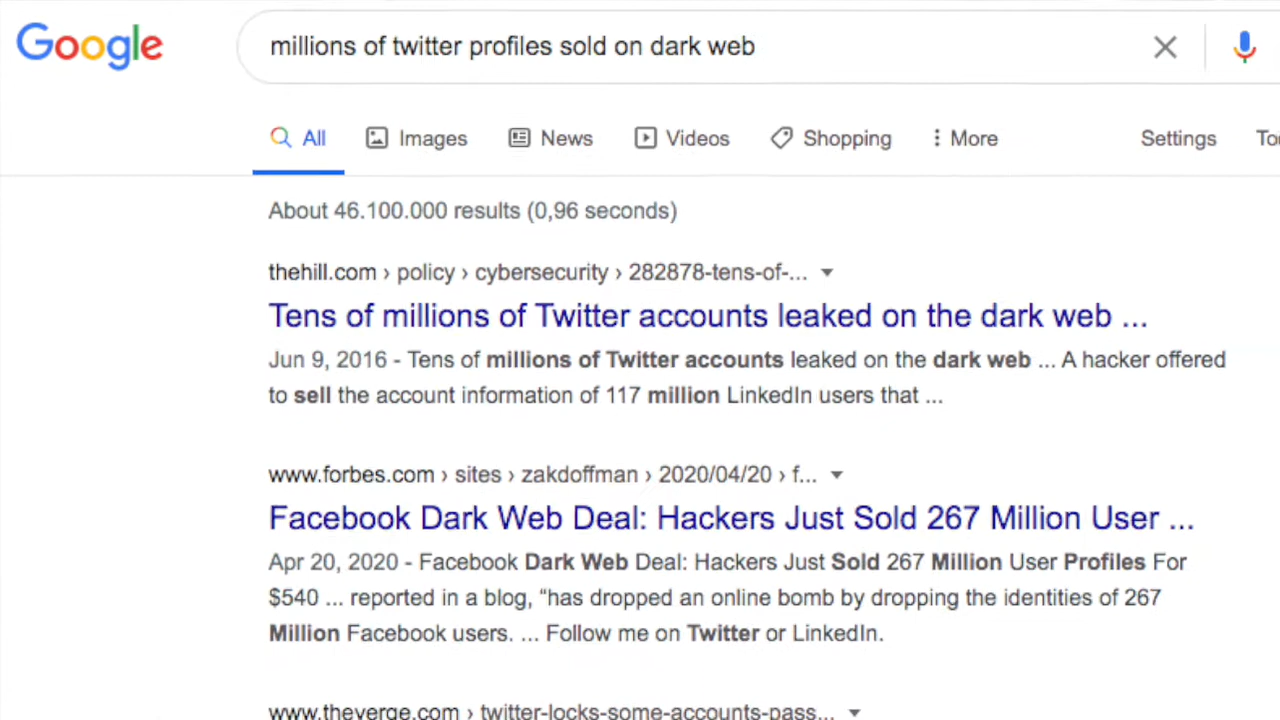 Google
millions of twitter profiles sold on dark web
All Images News Videos Shopping More Settings
About 46.100.000 results (0,96 seconds)
thehill.com › policy › cybersecurity › 282878-tens-of-...
Tens of millions of Twitter accounts leaked on the dark web ...
Jun 9, 2016 - Tens of millions of Twitter accounts leaked on the dark web ... A hacker offered
to sell the account information of 117 million LinkedIn users that ...
www.forbes.com › sites › zakdoffman › 2020/04/20 › f...
Facebook Dark Web Deal: Hackers Just Sold 267 Million User ...
Apr 20, 2020 - Facebook Dark Web Deal: Hackers Just Sold 267 Million User Profiles For
$540 ... reported in a blog, “has dropped an online bomb by dropping the identities of 267
Million Facebook users. ... Follow me on Twitter or LinkedIn.
www.theverge.com › twitter-locks-some-accounts-pass...